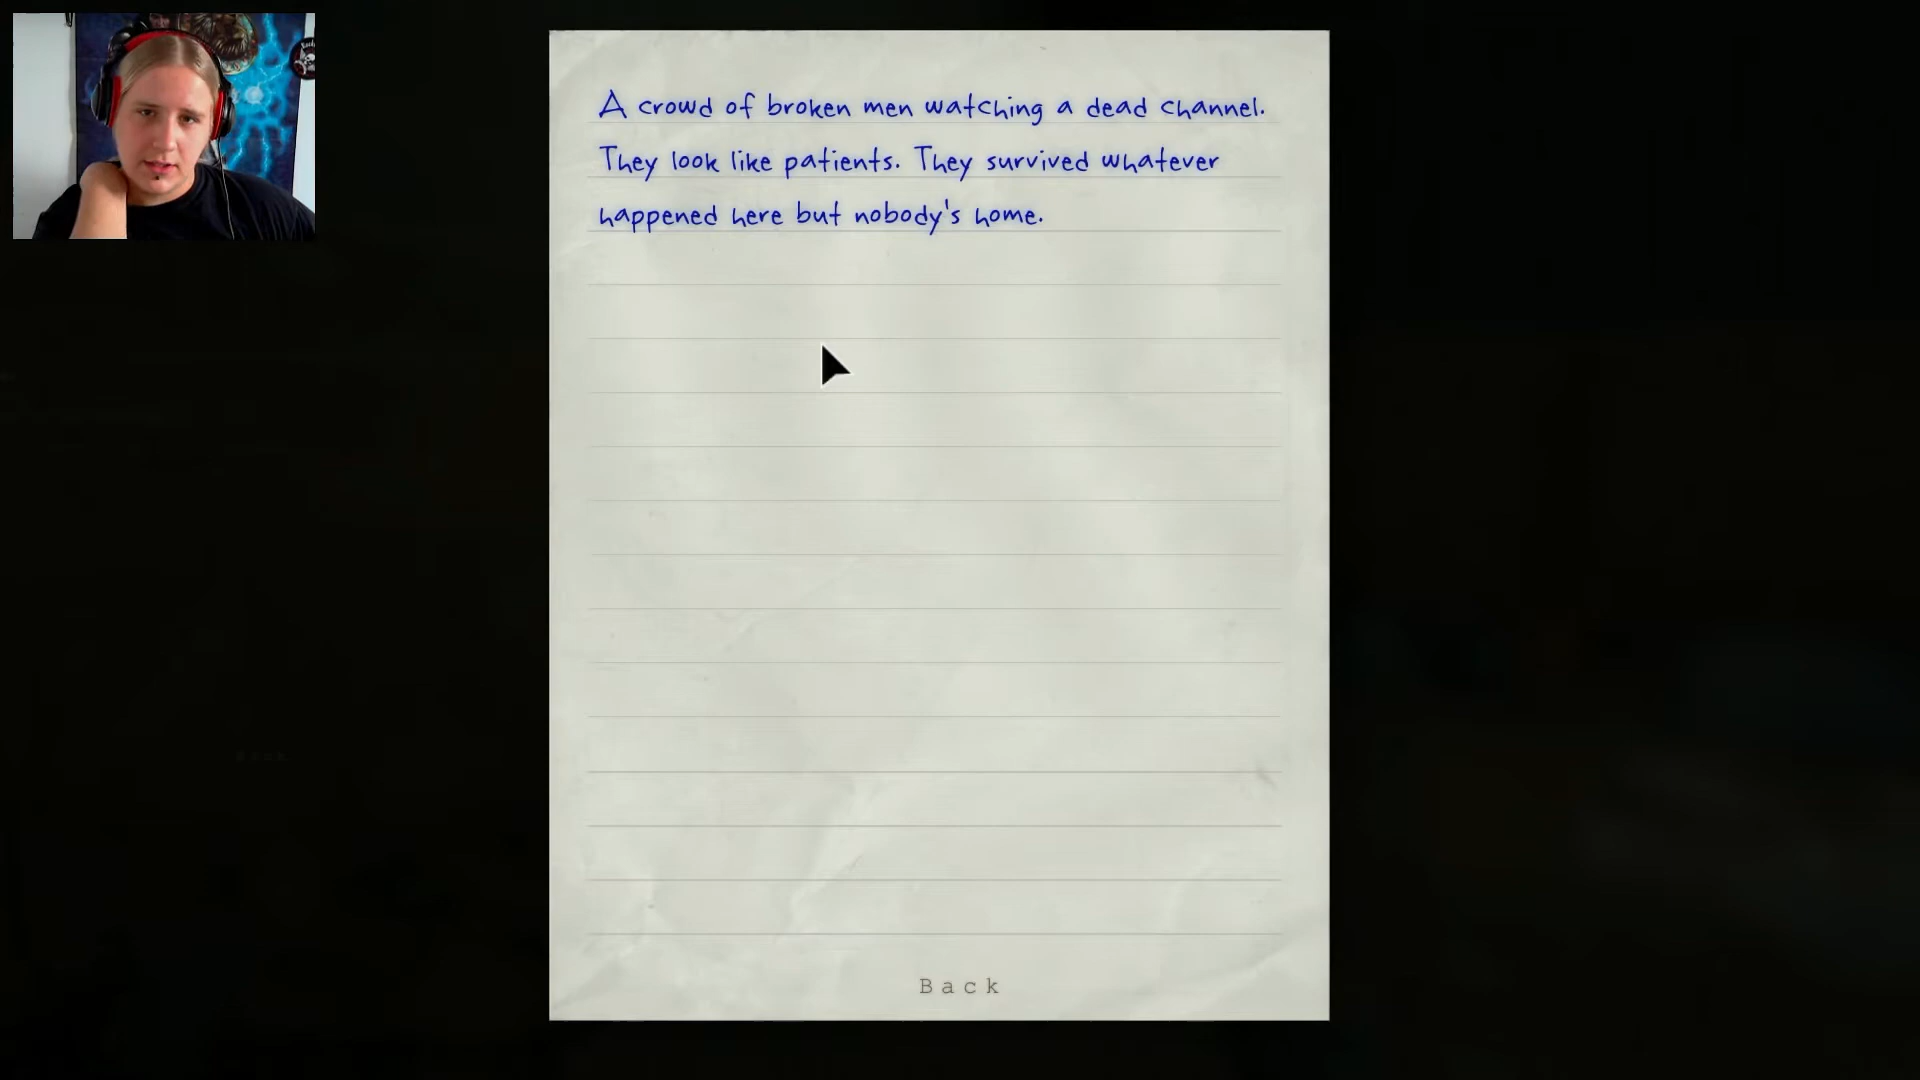 A crowd of broken men watching a dead channel.
They look like patients. They survived whatever
happened here but nobody's home.
Back